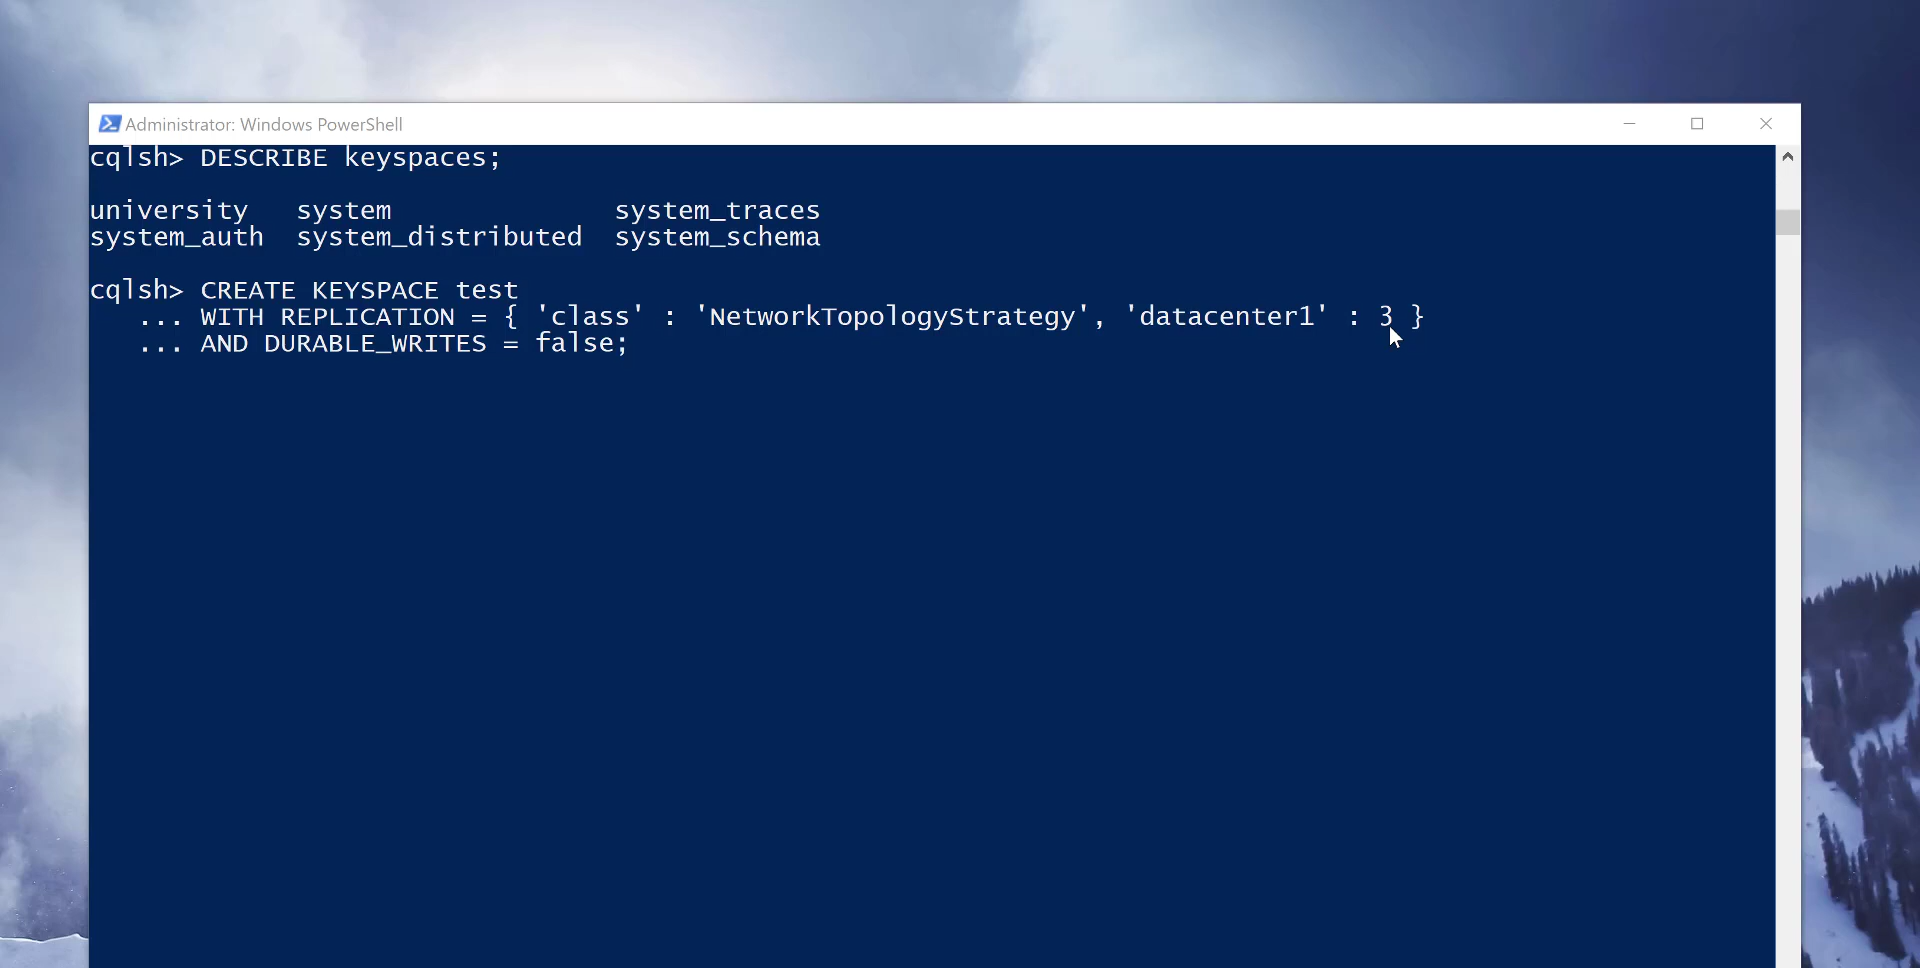 Administrator: Windows PowerShell
cqlsh> DESCRIBE keyspaces;
university system system_traces
system_auth system_distributed system_schema
cqlsh> CREATE KEYSPACE test
... WITH REPLICATION = { 'class' : 'NetworkTopologyStrategy', 'datacenter1' : 3 }
... AND DURABLE_WRITES = false;